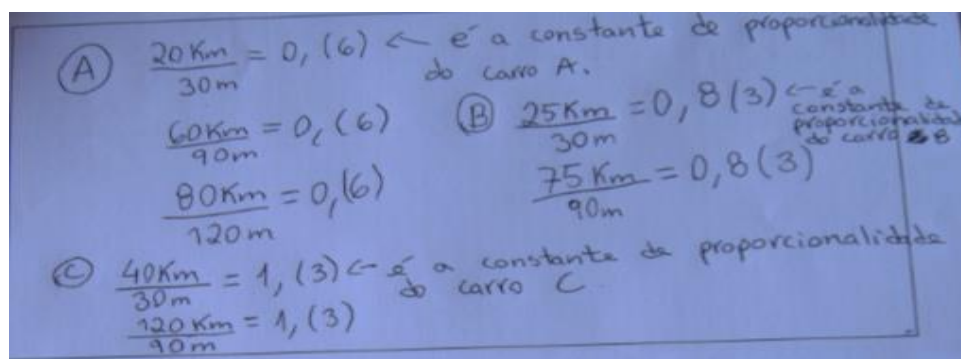 (A) 20 Km / 30 m = 0,(6) ← é a constante de proporcionalidade
do carro A.
60 Km / 90 m = 0,(6)
80 Km / 120 m = 0,(6)
(B) 25 Km / 30 m = 0,8(3) ← é a
constante de
proporcionalidade
do carro B
75 Km / 90 m = 0,8(3)
(C) 40 Km / 30 m = 1,(3) ← é a constante de proporcionalidade
do carro C.
120 Km / 90 m = 1,(3)